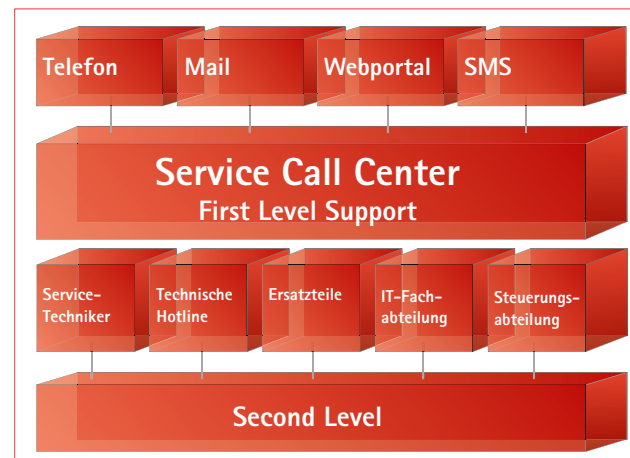 Telefon
Mail
Webportal
SMS
Service Call Center
First Level Support
Service-
Techniker
Technische
Hotline
Ersatzteile
IT-Fach-
abteilung
Steuerungs-
abteilung
Second Level